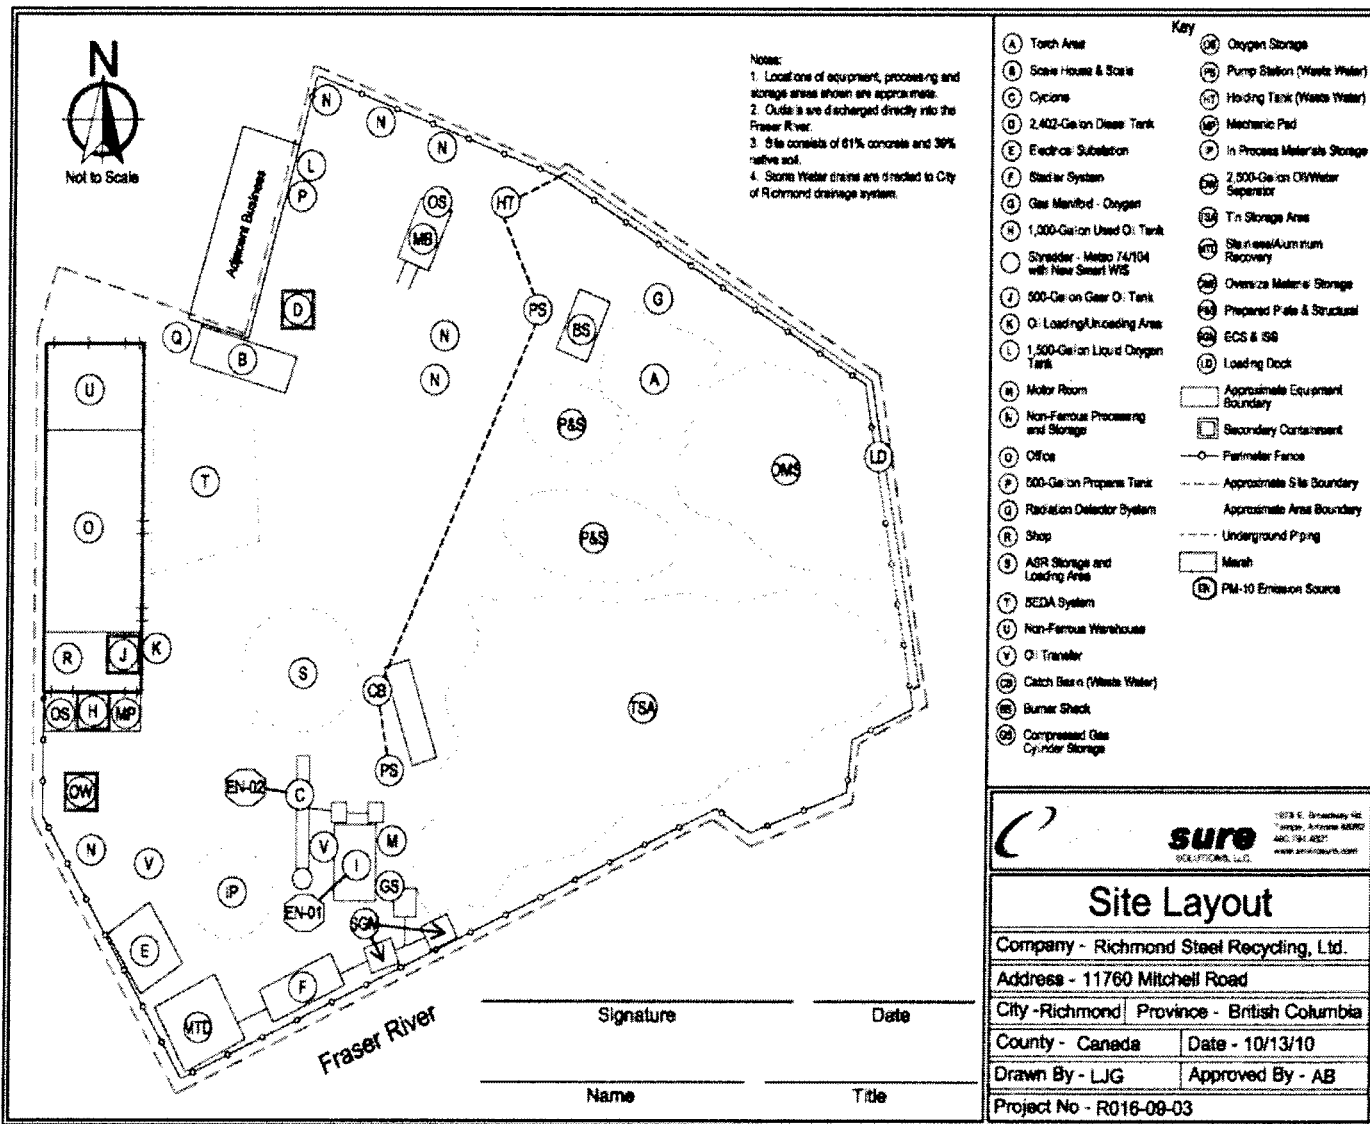 N
Not to Scale
Notes:
1. Locations of equipment, processing and
storage areas shown are approximate.
2. Outfalls are discharged directly into the
Fraser River.
3. Site consists of 61% concrete and 39%
native soil.
4. Storm Water drains are directed to City
of Richmond drainage system.
N
N
N
L
P
Adjacent Business
OS
MB
HT
D
PS
BS
G
Q
B
N
N
A
U
P&S
T
OMS
LD
O
P&S
R
J
K
S
CB
TSA
OS
H
MP
PS
OW
EN-02
C
N
V
V
M
I
IP
GS
EN-01
SGN
E
F
MTD
Fraser River
Signature
Date
Name
Title
Key
A Torch Area
B Scale House & Scale
C Cyclone
D 2,402-Gallon Diesel Tank
E Electrical Substation
F Stadler System
G Gas Manifold - Oxygen
H 1,000-Gallon Used Oil Tank
Shredder - Metso 74/104
with New Smart WIS
J 500-Gallon Gear Oil Tank
K Oil Loading/Unloading Area
L 1,500-Gallon Liquid Oxygen
Tank
M Motor Room
N Non-Ferrous Processing
and Storage
O Office
P 500-Gallon Propane Tank
Q Radiation Detector System
R Shop
S ASR Storage and
Loading Area
T SEDA System
U Non-Ferrous Warehouse
V Oil Transfer
CB Catch Basin (Waste Water)
BS Burner Shack
GS Compressed Gas
Cylinder Storage
OS Oxygen Storage
PS Pump Station (Waste Water)
HT Holding Tank (Waste Water)
MP Mechanic Pad
IP In Process Materials Storage
OW 2,500-Gallon Oil/Water
Separator
TSA Tin Storage Area
MTD Stainless/Aluminum
Recovery
OMS Oversize Material Storage
P&S Prepared Plate & Structural
SGN ECS & ISG
LD Loading Dock
Approximate Equipment
Boundary
Secondary Containment
Perimeter Fence
Approximate Site Boundary
Approximate Area Boundary
Underground Piping
Marsh
EN PM-10 Emission Source
sure
SOLUTIONS, LLC.
Site Layout
Company - Richmond Steel Recycling, Ltd.
Address - 11760 Mitchell Road
City -Richmond Province - British Columbia
County - Canada Date - 10/13/10
Drawn By - LJG Approved By - AB
Project No - R016-09-03